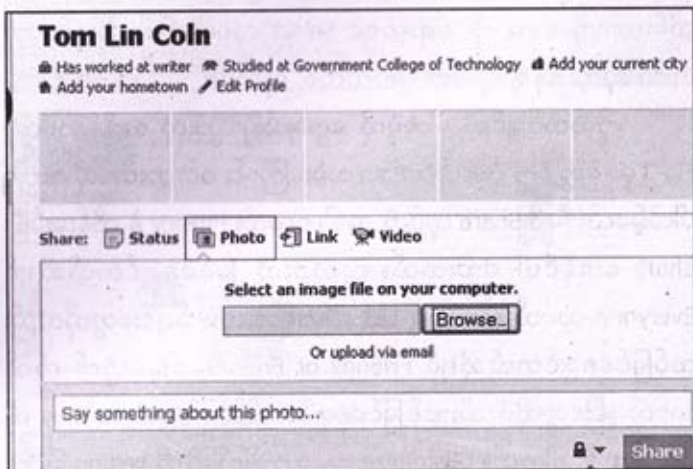 Tom Lin Coln
Has worked at writer Studied at Government College of Technology Add your current city
Add your hometown Edit Profile
Share: Status Photo Link Video
Select an image file on your computer.
Browse...
Or upload via email
Say something about this photo...
Share